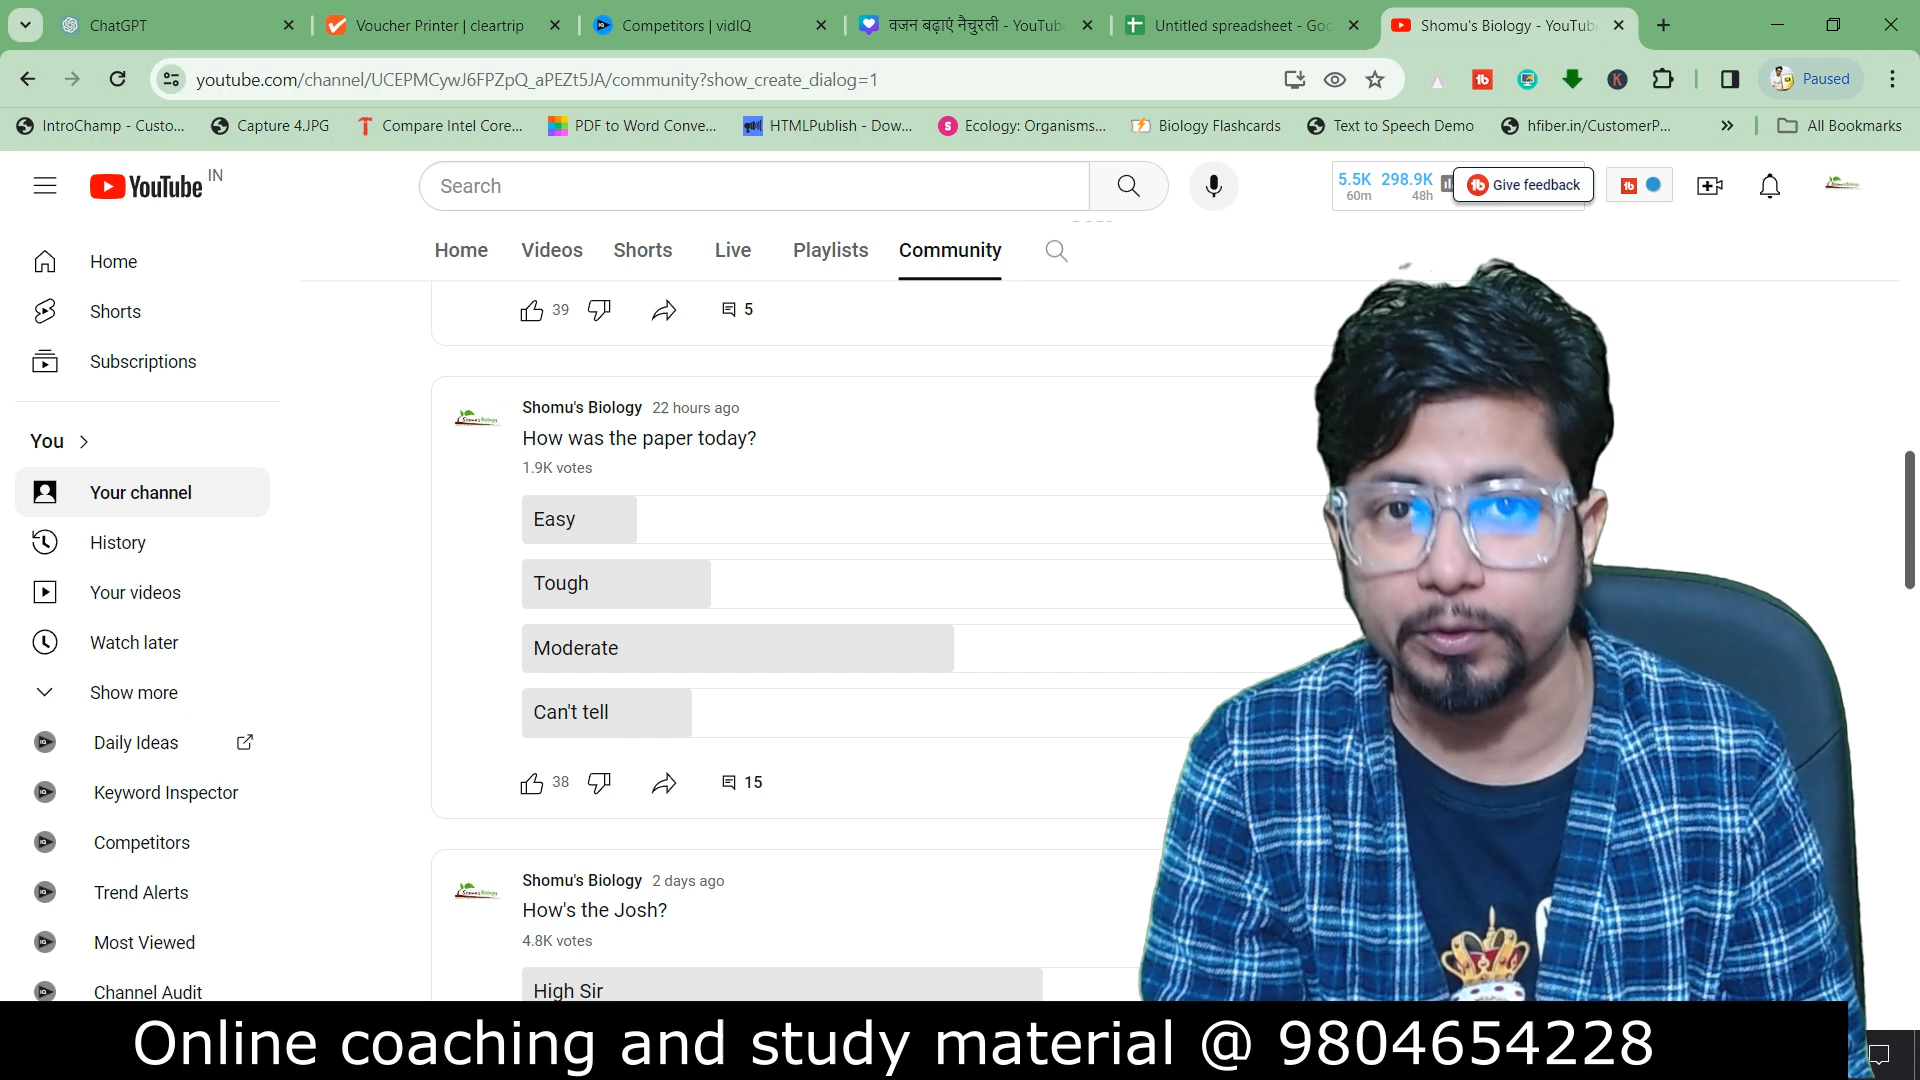 ChatGPT
Voucher Printer | cleartrip
Competitors | vidIQ
वजन बढ़ाएं नैचुरली - YouTube
Untitled spreadsheet - Goo
Shomu's Biology - YouTube
youtube.com/channel/UCEPMCywJ6FPZpQ_aPEZt5JA/community?show_create_dialog=1
Paused
IntroChamp - Custo...
Capture 4.JPG
Compare Intel Core...
PDF to Word Conve...
HTMLPublish - Dow...
Ecology: Organisms...
Biology Flashcards
Text to Speech Demo
hfiber.in/CustomerP...
All Bookmarks
YouTube IN
Search
5.5K 298.9K
60m 48h
Give feedback
Home
Videos
Shorts
Live
Playlists
Community
Home
Shorts
Subscriptions
You
Your channel
History
Your videos
Watch later
Show more
Daily Ideas
Keyword Inspector
Competitors
Trend Alerts
Most Viewed
Channel Audit
39
5
Shomu's Biology 22 hours ago
How was the paper today?
1.9K votes
Easy
Tough
Moderate
Can't tell
38
15
Shomu's Biology 2 days ago
How's the Josh?
4.8K votes
High Sir
Online coaching and study material @ 9804654228